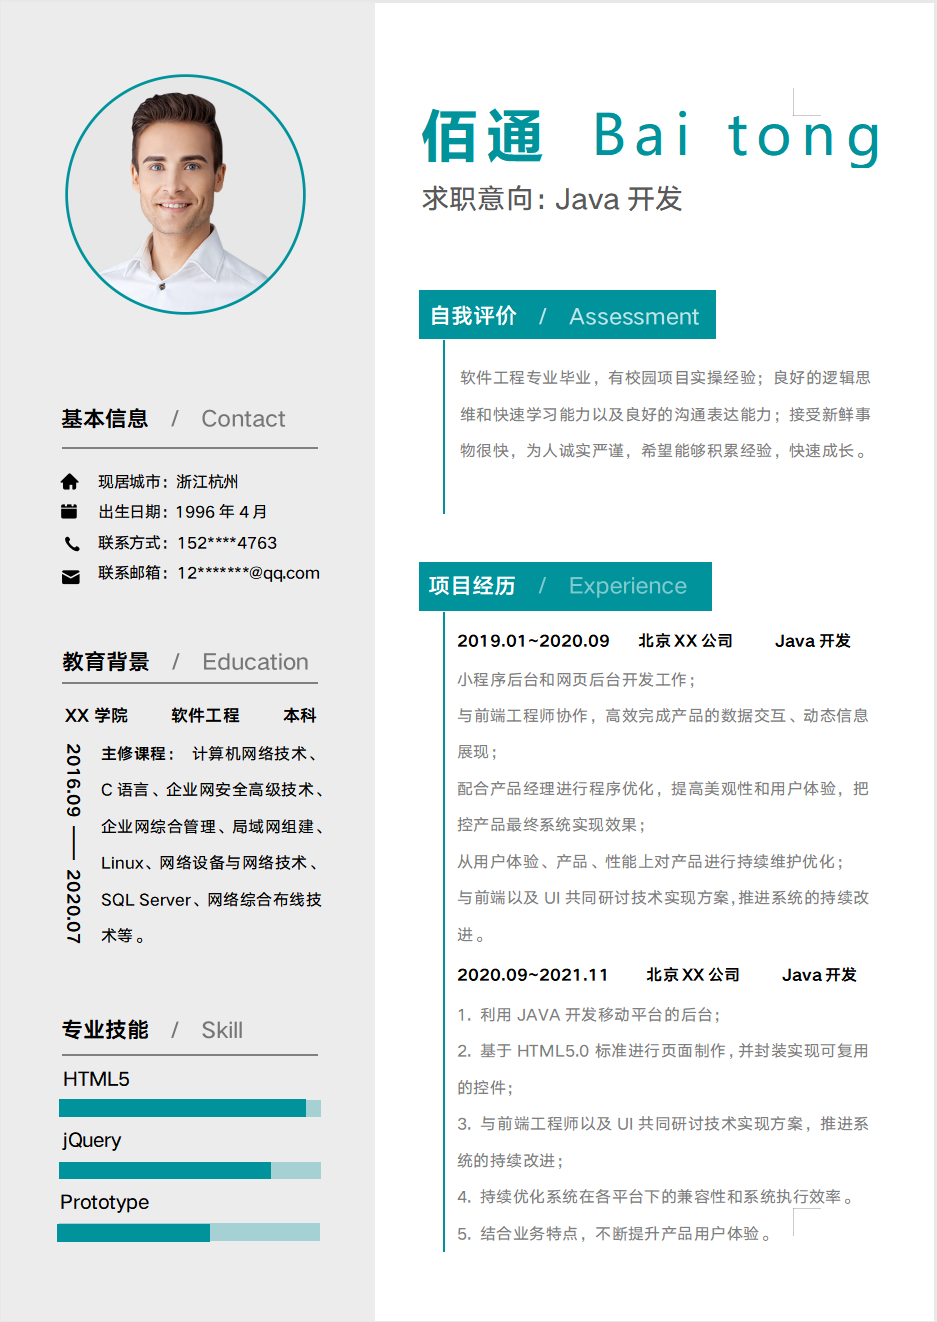 佰通 Bai tong
求职意向：Java 开发
基本信息 / Contact
现居城市：浙江杭州
出生日期：1996 年 4 月
联系方式：152****4763
联系邮箱：12*******@qq.com
教育背景 / Education
XX 学院 软件工程 本科
2016.09 —— 2020.07
主修课程： 计算机网络技术、
C 语言、企业网安全高级技术、
企业网综合管理、局域网组建、
Linux、网络设备与网络技术、
SQL Server、网络综合布线技
术等。
专业技能 / Skill
HTML5
jQuery
Prototype
自我评价 / Assessment
软件工程专业毕业，有校园项目实操经验；良好的逻辑思
维和快速学习能力以及良好的沟通表达能力；接受新鲜事
物很快，为人诚实严谨，希望能够积累经验，快速成长。
项目经历 / Experience
2019.01~2020.09 北京 XX 公司 Java 开发
小程序后台和网页后台开发工作；
与前端工程师协作，高效完成产品的数据交互、动态信息
展现；
配合产品经理进行程序优化，提高美观性和用户体验，把
控产品最终系统实现效果；
从用户体验、产品、性能上对产品进行持续维护优化；
与前端以及 UI 共同研讨技术实现方案,推进系统的持续改
进。
2020.09~2021.11 北京 XX 公司 Java 开发
1. 利用 JAVA 开发移动平台的后台；
2. 基于 HTML5.0 标准进行页面制作,并封装实现可复用
的控件；
3. 与前端工程师以及 UI 共同研讨技术实现方案，推进系
统的持续改进；
4. 持续优化系统在各平台下的兼容性和系统执行效率。
5. 结合业务特点，不断提升产品用户体验。